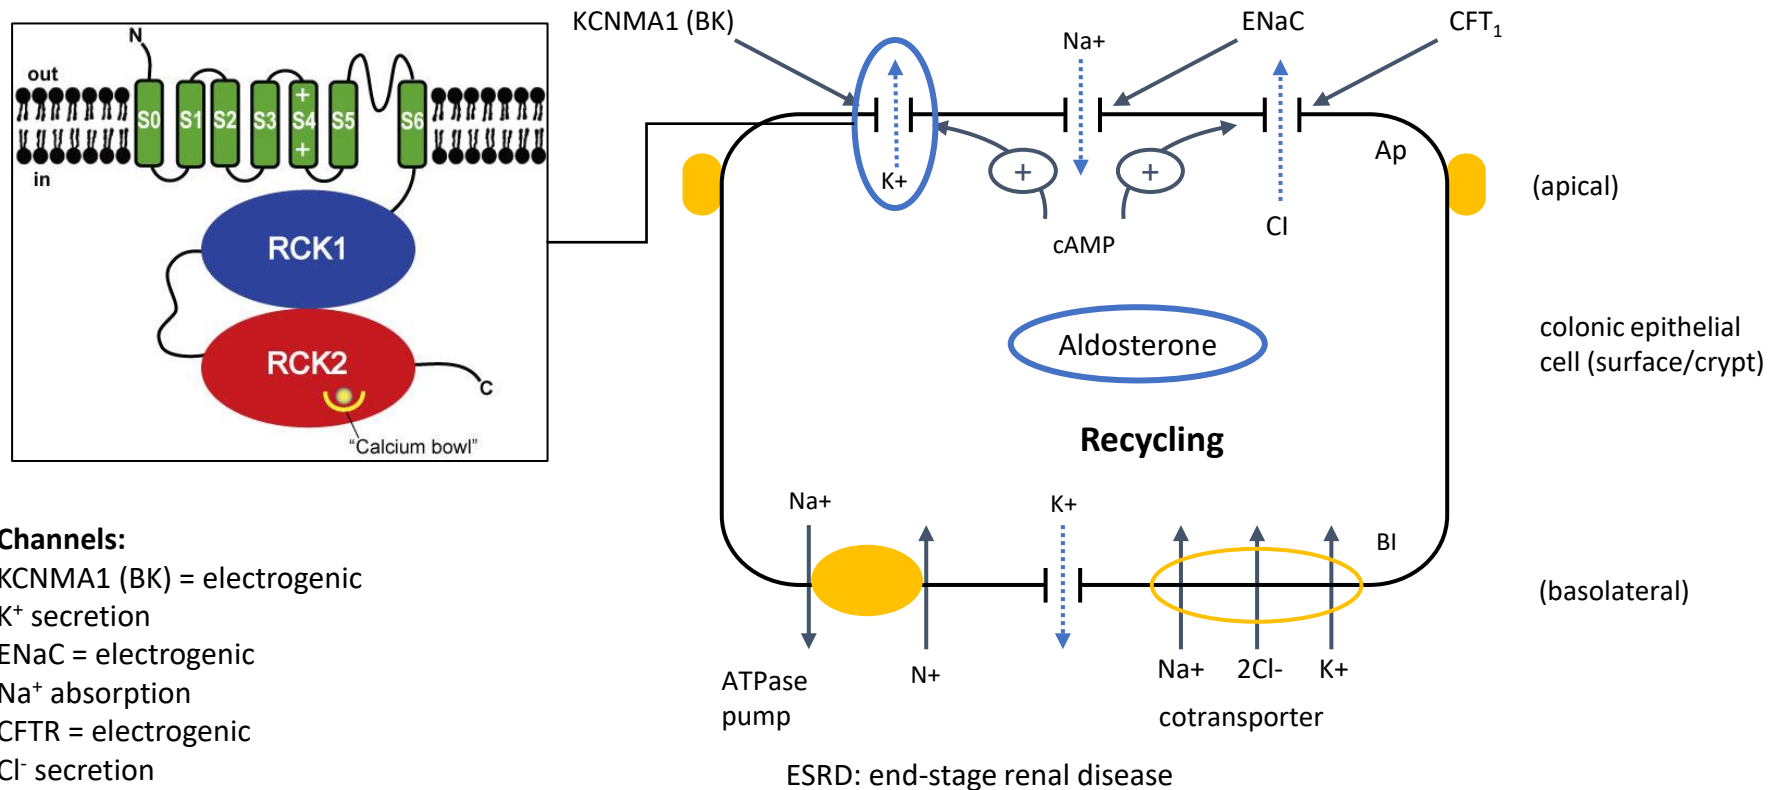 KCNMA1 (BK)
ENaC
CFT₁
N
out
in
S0
S1
S2
S3
+
S4
+
S5
S6
RCK1
RCK2
C
"Calcium bowl"
Na+
K+
+
+
cAMP
Cl
Ap
(apical)
Aldosterone
colonic epithelial
cell (surface/crypt)
Recycling
Na+
K+
Bl
(basolateral)
ATPase
pump
N+
Na+
2Cl-
K+
cotransporter
Channels:
KCNMA1 (BK) = electrogenic
K⁺ secretion
ENaC = electrogenic
Na⁺ absorption
CFTR = electrogenic
Cl⁻ secretion
ESRD: end-stage renal disease